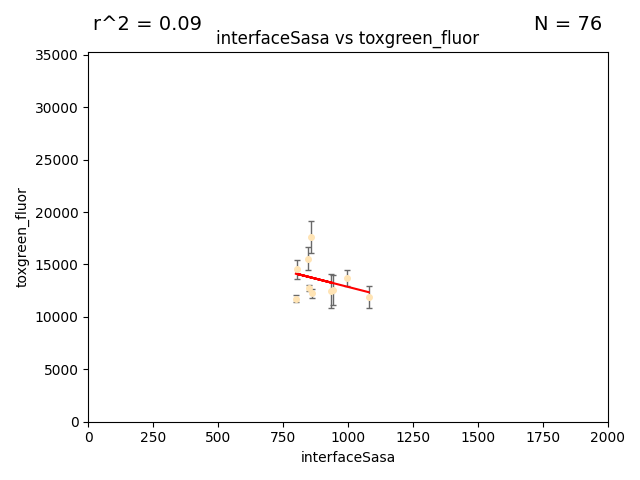 r^2 = 0.09
N = 76
interfaceSasa vs toxgreen_fluor
35000
30000
25000
20000
15000
10000
5000
0
toxgreen_fluor
0 250 500 750 1000 1250 1500 1750 2000
interfaceSasa